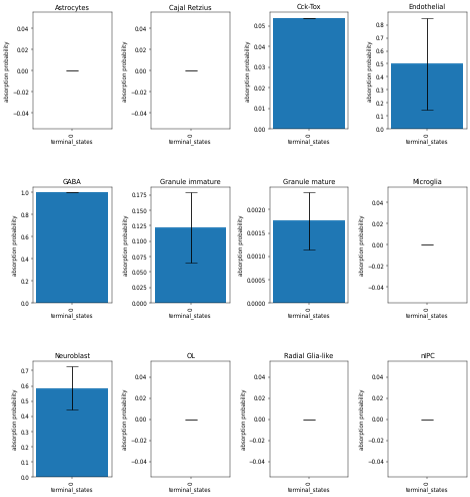 Astrocytes
Cajal Retzius
Cck-Tox
Endothelial
absorption probability
0.04
0.02
0.00
−0.02
−0.04
0
terminal_states
absorption probability
0.04
0.02
0.00
−0.02
−0.04
0
terminal_states
absorption probability
0.05
0.04
0.03
0.02
0.01
0.00
0
terminal_states
absorption probability
0.8
0.7
0.6
0.5
0.4
0.3
0.2
0.1
0.0
0
terminal_states
GABA
Granule immature
Granule mature
Microglia
absorption probability
1.0
0.8
0.6
0.4
0.2
0.0
0
terminal_states
absorption probability
0.175
0.150
0.125
0.100
0.075
0.050
0.025
0.000
0
terminal_states
absorption probability
0.0020
0.0015
0.0010
0.0005
0.0000
0
terminal_states
absorption probability
0.04
0.02
0.00
−0.02
−0.04
0
terminal_states
Neuroblast
OL
Radial Glia-like
nIPC
absorption probability
0.7
0.6
0.5
0.4
0.3
0.2
0.1
0.0
0
terminal_states
absorption probability
0.04
0.02
0.00
−0.02
−0.04
0
terminal_states
absorption probability
0.04
0.02
0.00
−0.02
−0.04
0
terminal_states
absorption probability
0.04
0.02
0.00
−0.02
−0.04
0
terminal_states